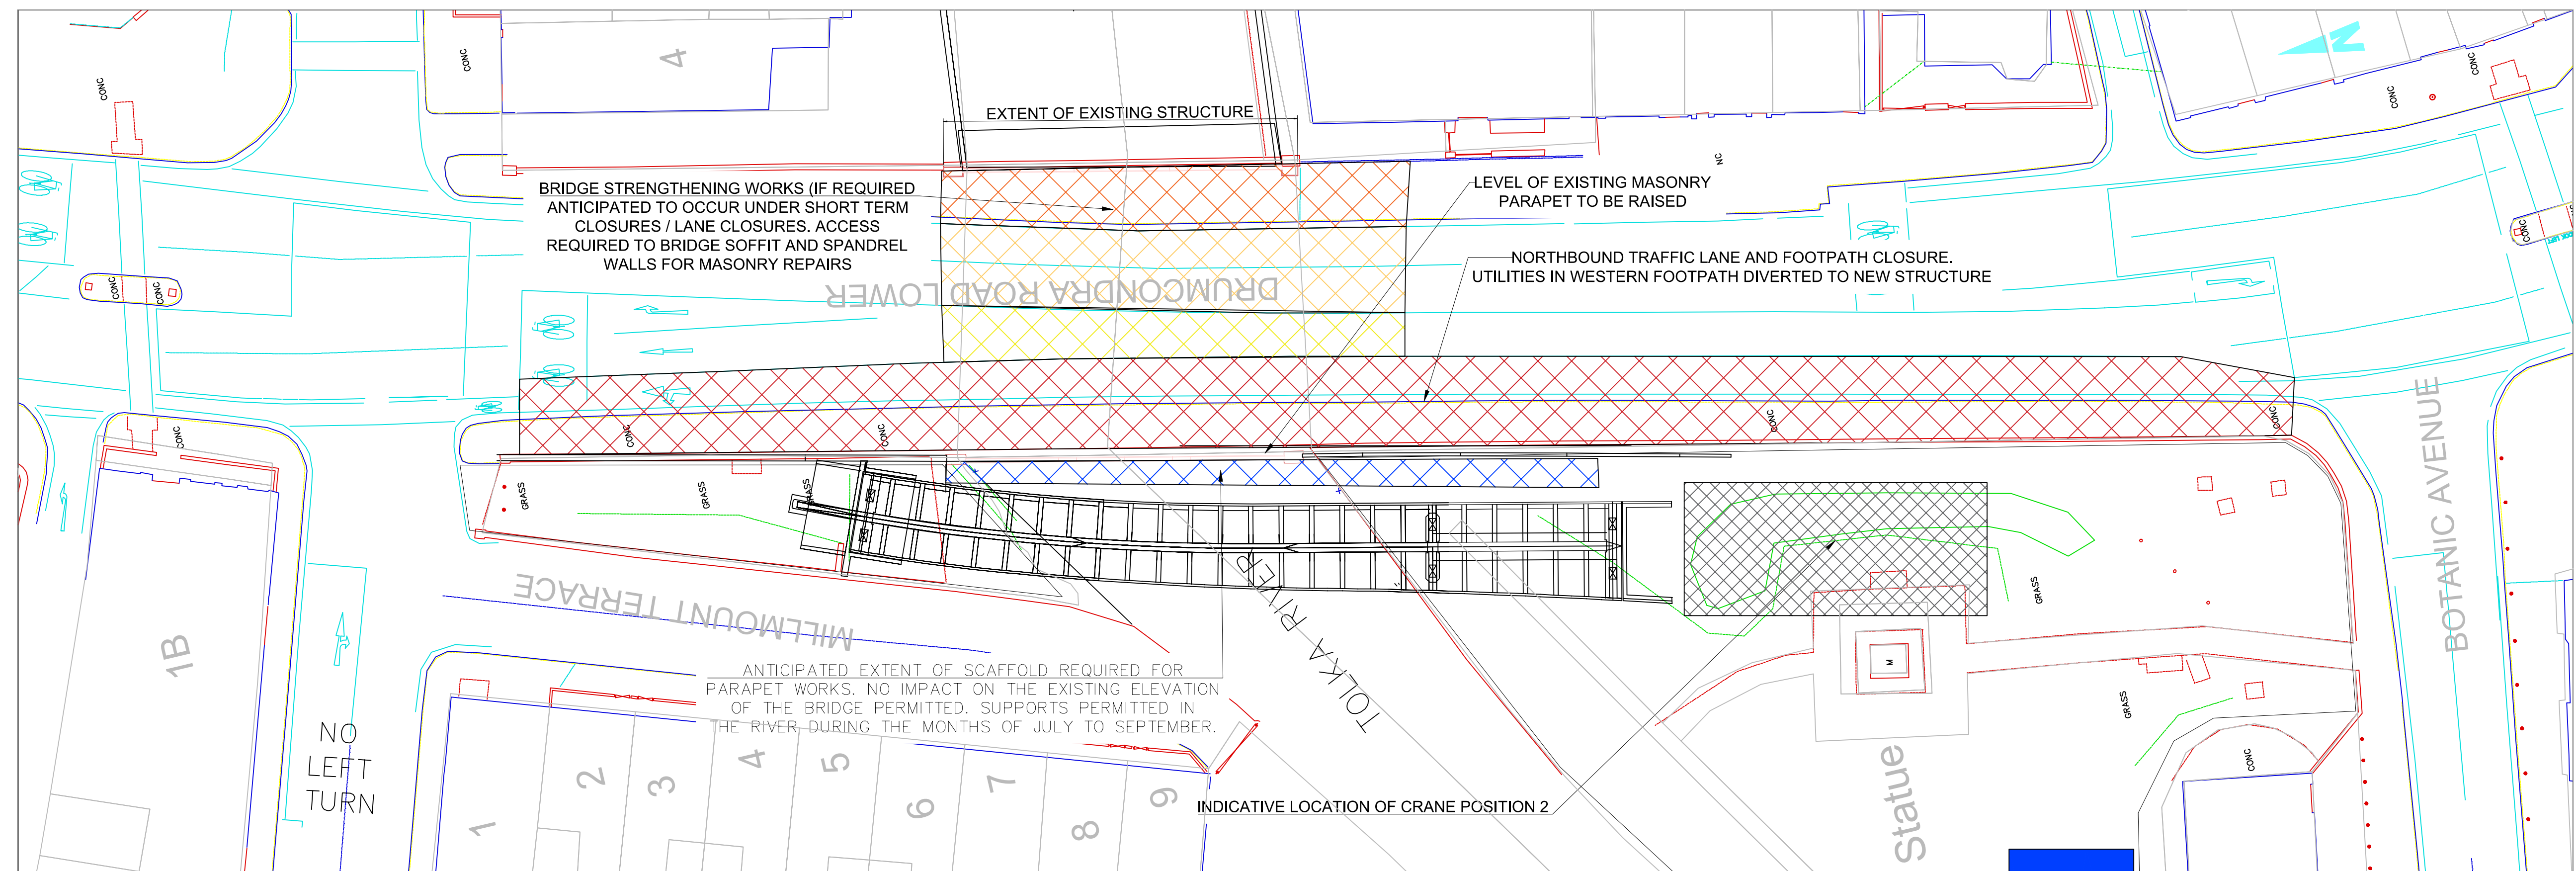 CONC
CONC
4
N
CONC
CONC
EXTENT OF EXISTING STRUCTURE
NC
BRIDGE STRENGTHENING WORKS (IF REQUIRED
ANTICIPATED TO OCCUR UNDER SHORT TERM
CLOSURES / LANE CLOSURES. ACCESS
REQUIRED TO BRIDGE SOFFIT AND SPANDREL
WALLS FOR MASONRY REPAIRS
LEVEL OF EXISTING MASONRY
PARAPET TO BE RAISED
NORTHBOUND TRAFFIC LANE AND FOOTPATH CLOSURE.
UTILITIES IN WESTERN FOOTPATH DIVERTED TO NEW STRUCTURE
CONC
CONC
CONC
DRUMCONDRA ROAD LOWER
CONC
CONC
CONC
CONC
CONC
GRASS
GRASS
GRASS
BOTANIC AVENUE
MILLMOUNT TERRACE
TOLKA RIVER
GRASS
GRASS
M
1B
ANTICIPATED EXTENT OF SCAFFOLD REQUIRED FOR
PARAPET WORKS. NO IMPACT ON THE EXISTING ELEVATION
OF THE BRIDGE PERMITTED. SUPPORTS PERMITTED IN
THE RIVER DURING THE MONTHS OF JULY TO SEPTEMBER.
NO
LEFT
TURN
1
2
3
4
5
6
7
8
9
INDICATIVE LOCATION OF CRANE POSITION 2
Statue
CONC